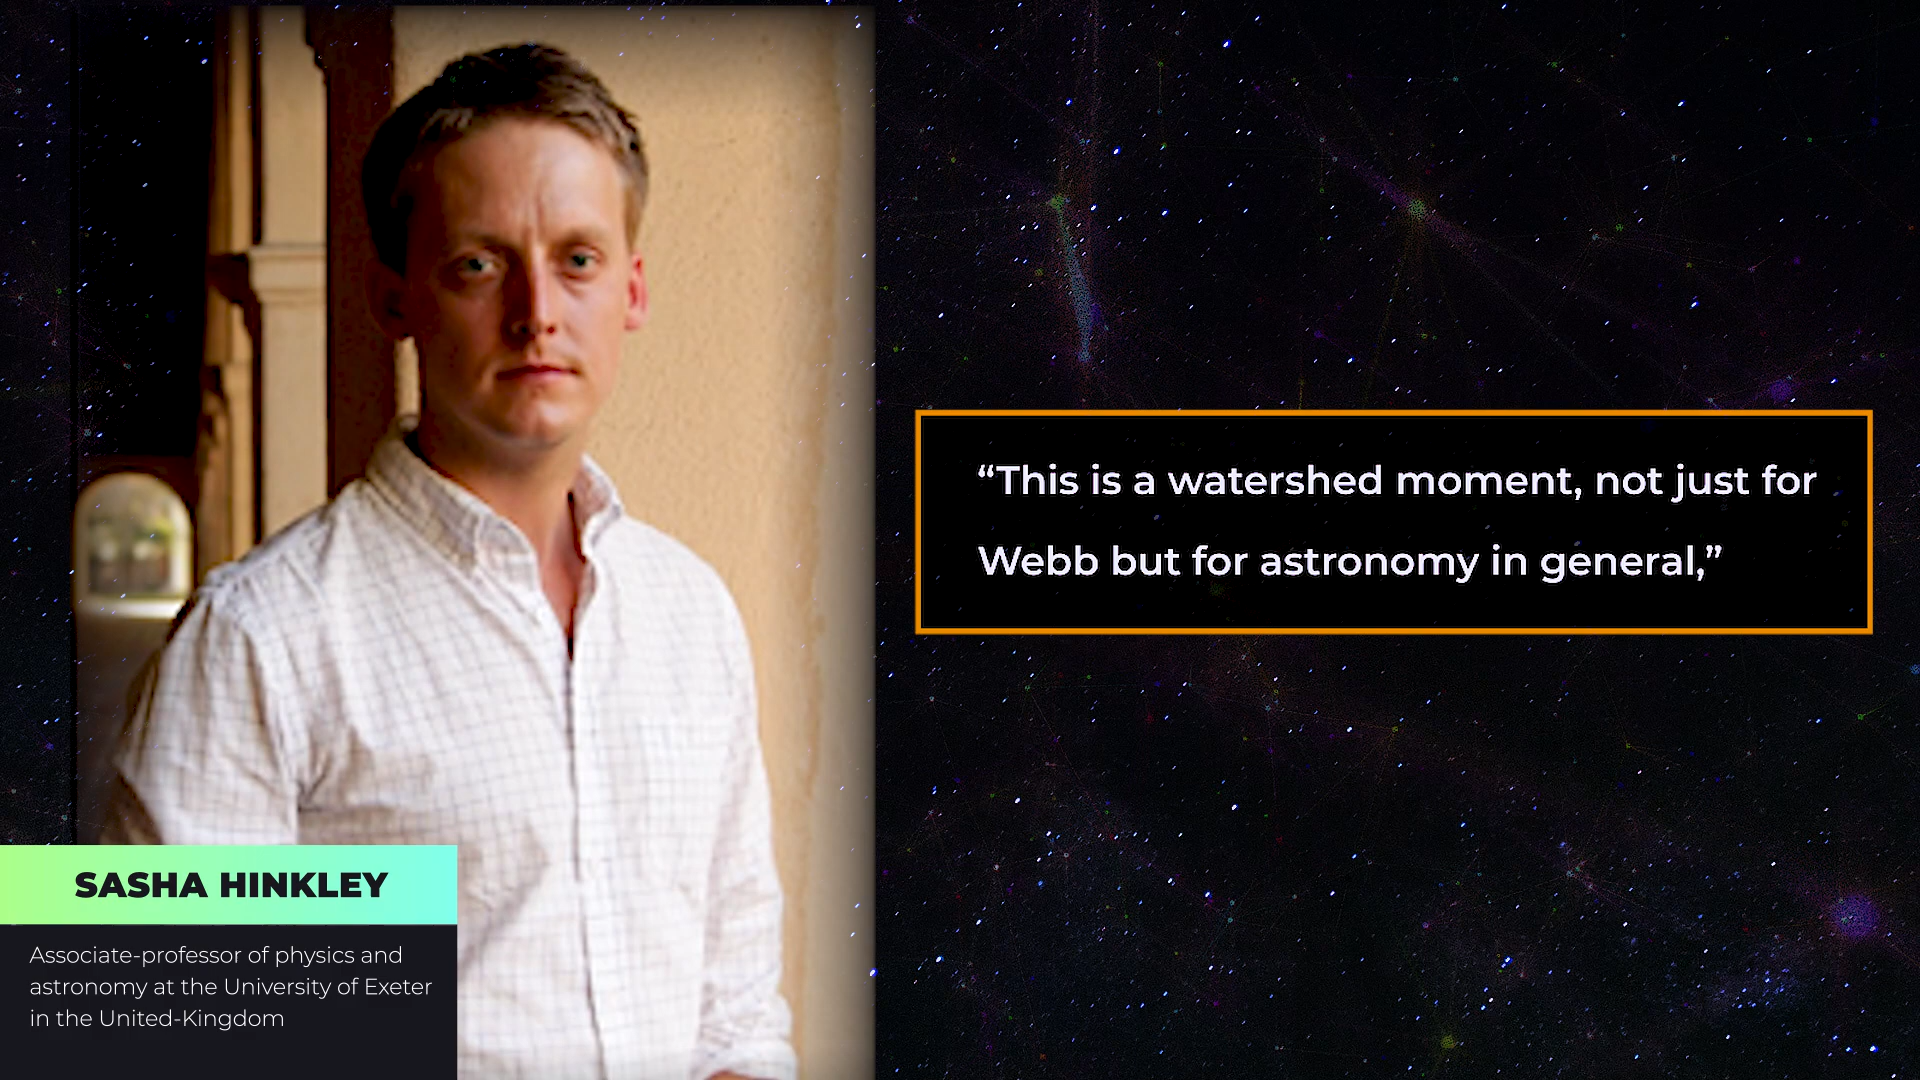 “This is a watershed moment, not just for
Webb but for astronomy in general,”
SASHA HINKLEY
Associate-professor of physics and
astronomy at the University of Exeter
in the United-Kingdom